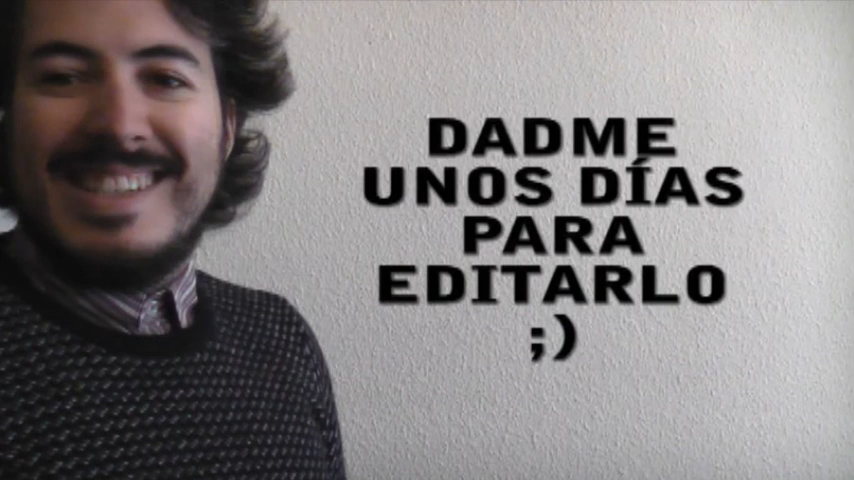 DADME
UNOS DÍAS
PARA
EDITARLO
;)